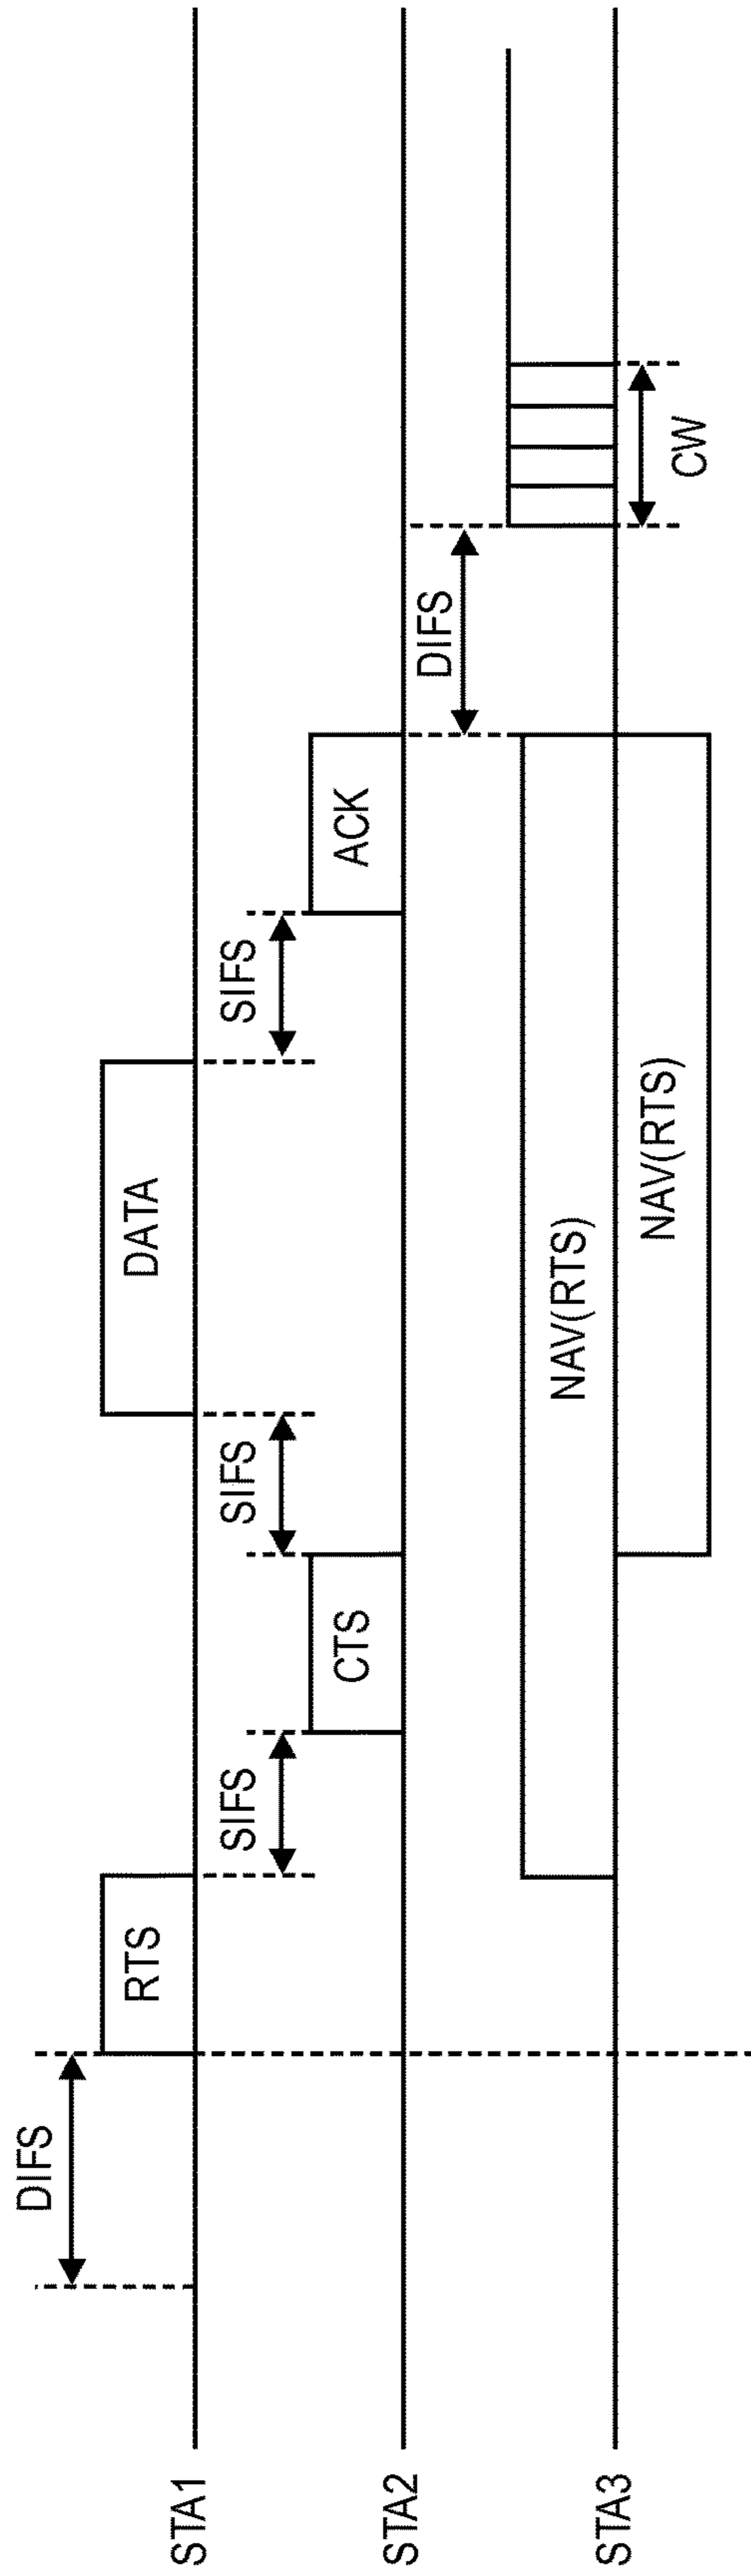 DIFS
RTS
DATA
STA1
SIFS
SIFS
SIFS
CTS
ACK
STA2
DIFS
NAV(RTS)
STA3
NAV(RTS)
CW